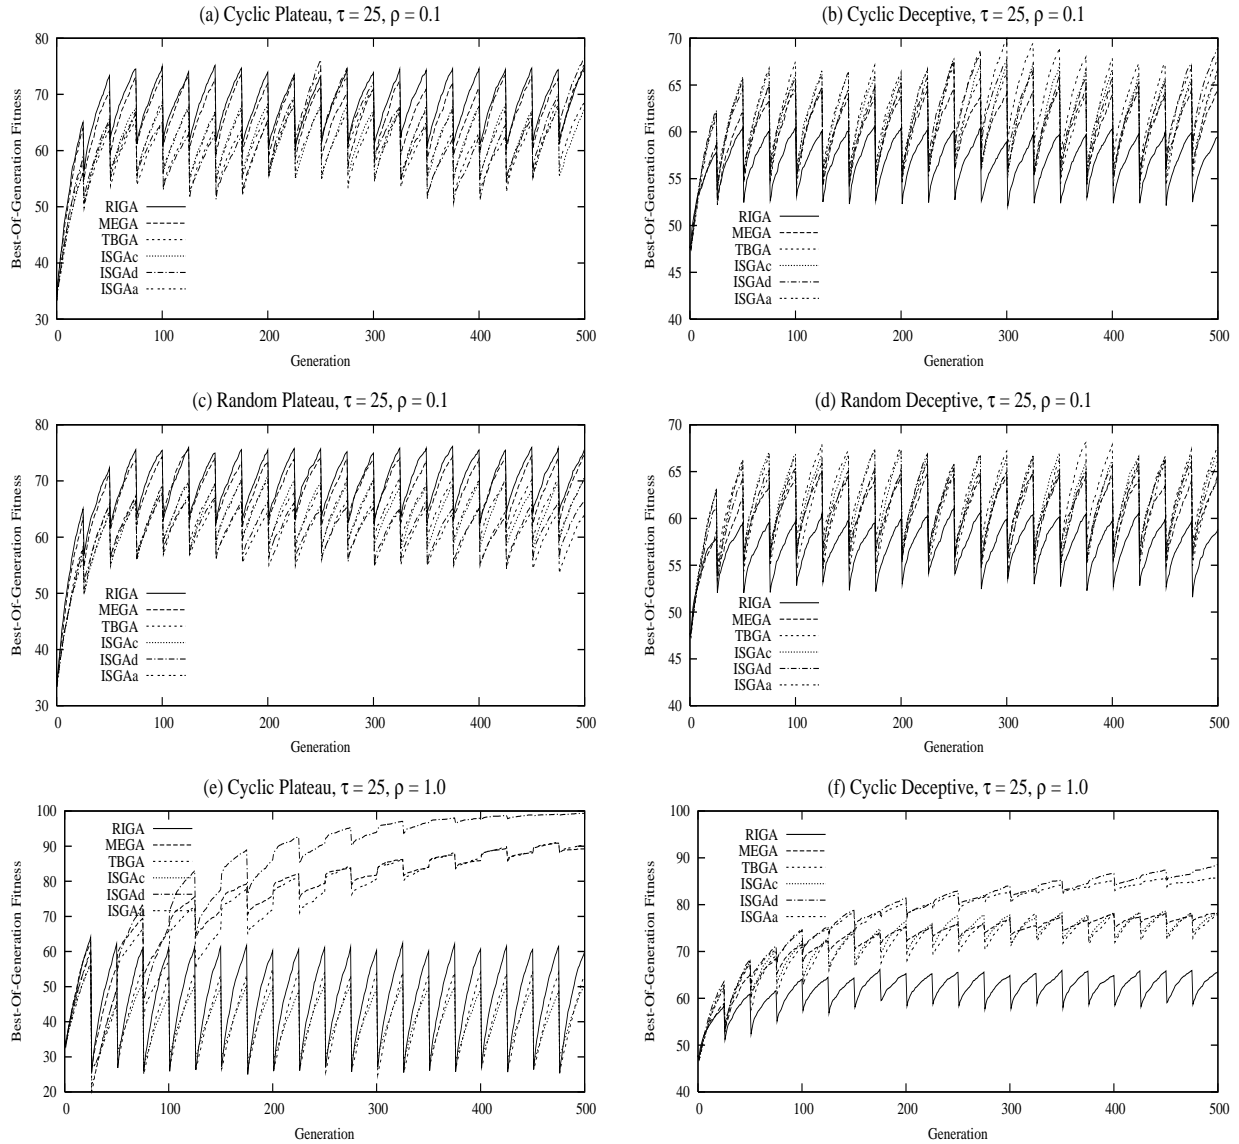 (a) Cyclic Plateau, τ = 25, ρ = 0.1
80
70
60
50
40
30
Best-Of-Generation Fitness
RIGA
MEGA
TBGA
ISGAc
ISGAd
ISGAa
0 100 200 300 400 500
Generation
(b) Cyclic Deceptive, τ = 25, ρ = 0.1
70
65
60
55
50
45
40
Best-Of-Generation Fitness
RIGA
MEGA
TBGA
ISGAc
ISGAd
ISGAa
0 100 200 300 400 500
Generation
(c) Random Plateau, τ = 25, ρ = 0.1
80
70
60
50
40
30
Best-Of-Generation Fitness
RIGA
MEGA
TBGA
ISGAc
ISGAd
ISGAa
0 100 200 300 400 500
Generation
(d) Random Deceptive, τ = 25, ρ = 0.1
70
65
60
55
50
45
40
Best-Of-Generation Fitness
RIGA
MEGA
TBGA
ISGAc
ISGAd
ISGAa
0 100 200 300 400 500
Generation
(e) Cyclic Plateau, τ = 25, ρ = 1.0
100
90
80
70
60
50
40
30
20
Best-Of-Generation Fitness
RIGA
MEGA
TBGA
ISGAc
ISGAd
ISGAa
0 100 200 300 400 500
Generation
(f) Cyclic Deceptive, τ = 25, ρ = 1.0
100
90
80
70
60
50
40
Best-Of-Generation Fitness
RIGA
MEGA
TBGA
ISGAc
ISGAd
ISGAa
0 100 200 300 400 500
Generation